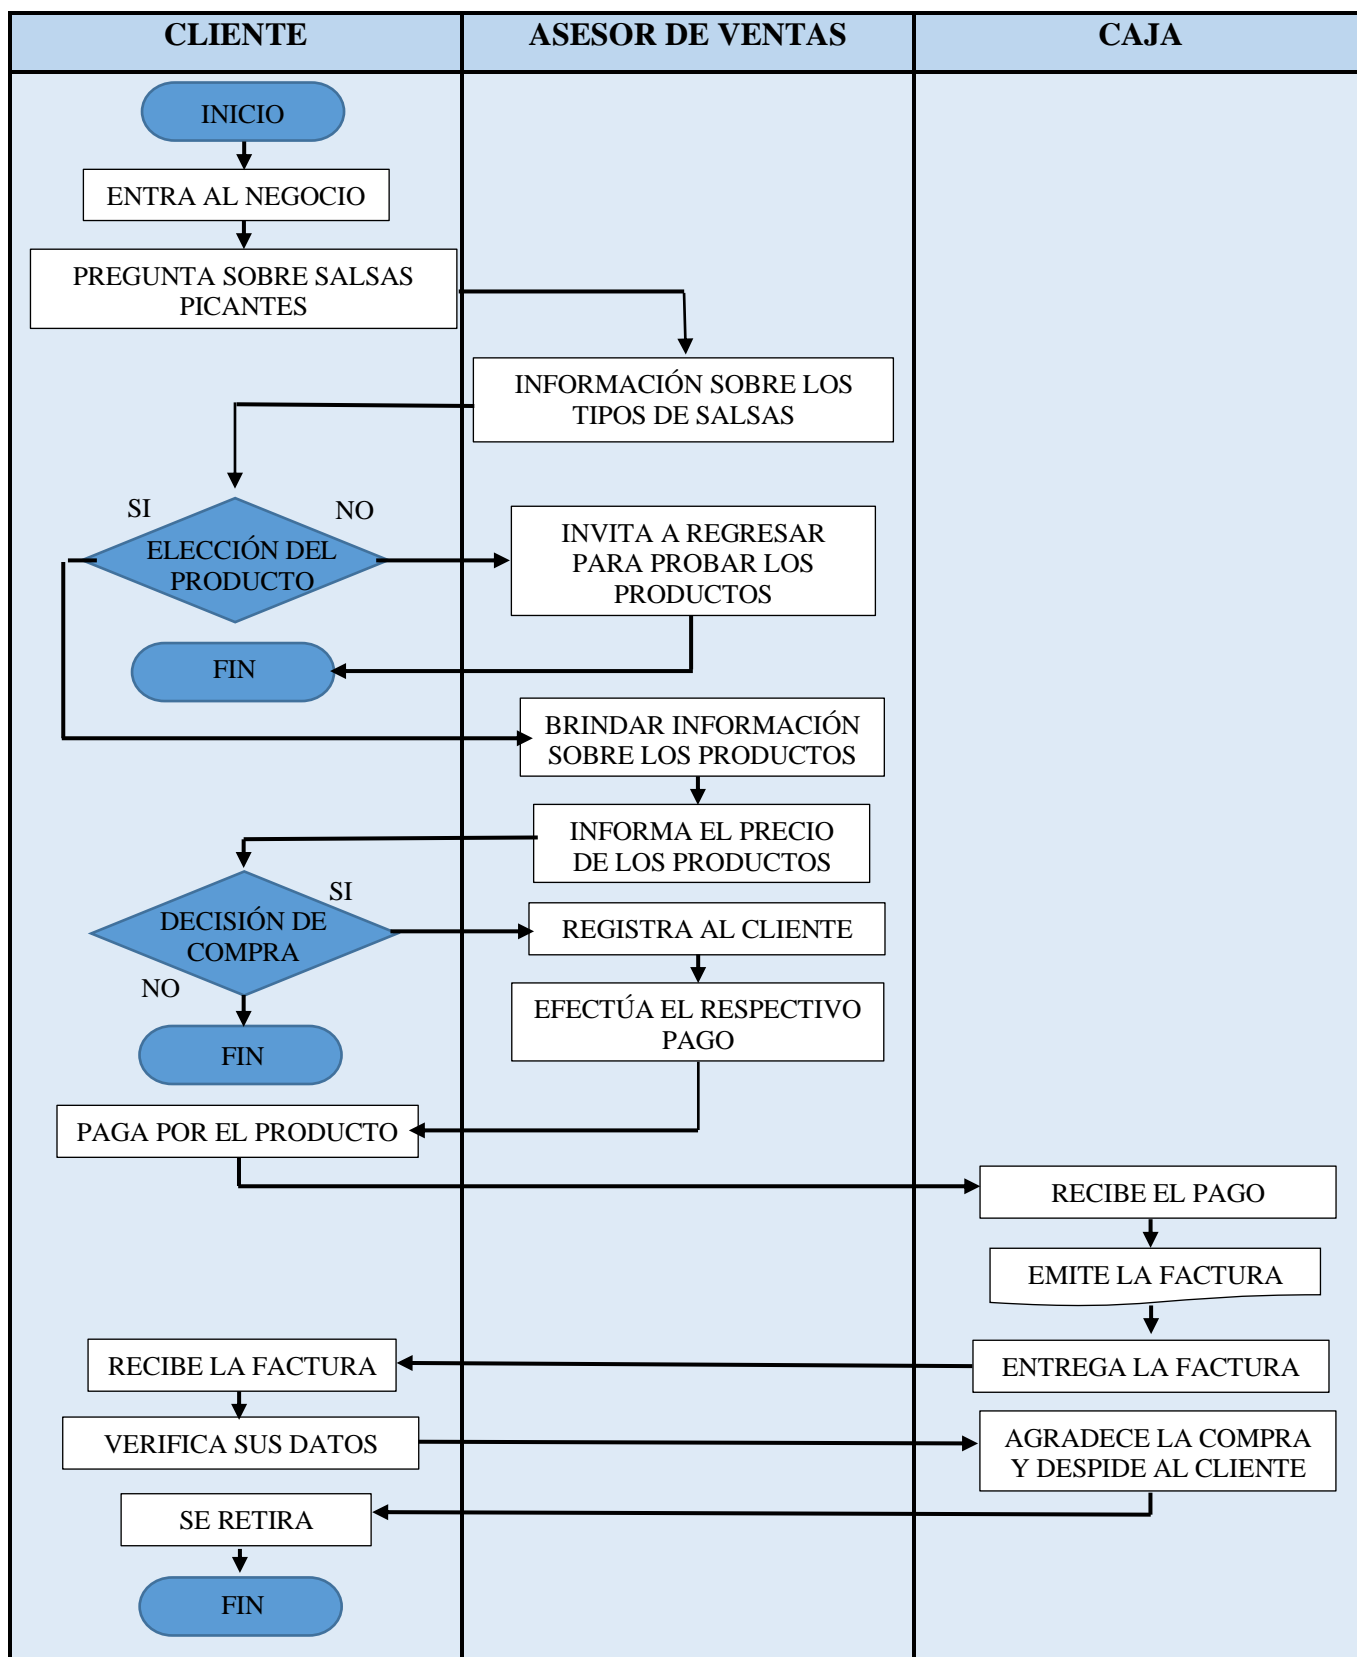 CLIENTE
ASESOR DE VENTAS
CAJA
INICIO
ENTRA AL NEGOCIO
PREGUNTA SOBRE SALSAS
PICANTES
INFORMACIÓN SOBRE LOS
TIPOS DE SALSAS
SI
NO
ELECCIÓN DEL
PRODUCTO
INVITA A REGRESAR
PARA PROBAR LOS
PRODUCTOS
FIN
BRINDAR INFORMACIÓN
SOBRE LOS PRODUCTOS
INFORMA EL PRECIO
DE LOS PRODUCTOS
SI
DECISIÓN DE
COMPRA
NO
REGISTRA AL CLIENTE
EFECTÚA EL RESPECTIVO
PAGO
FIN
PAGA POR EL PRODUCTO
RECIBE EL PAGO
EMITE LA FACTURA
ENTREGA LA FACTURA
RECIBE LA FACTURA
VERIFICA SUS DATOS
AGRADECE LA COMPRA
Y DESPIDE AL CLIENTE
SE RETIRA
FIN